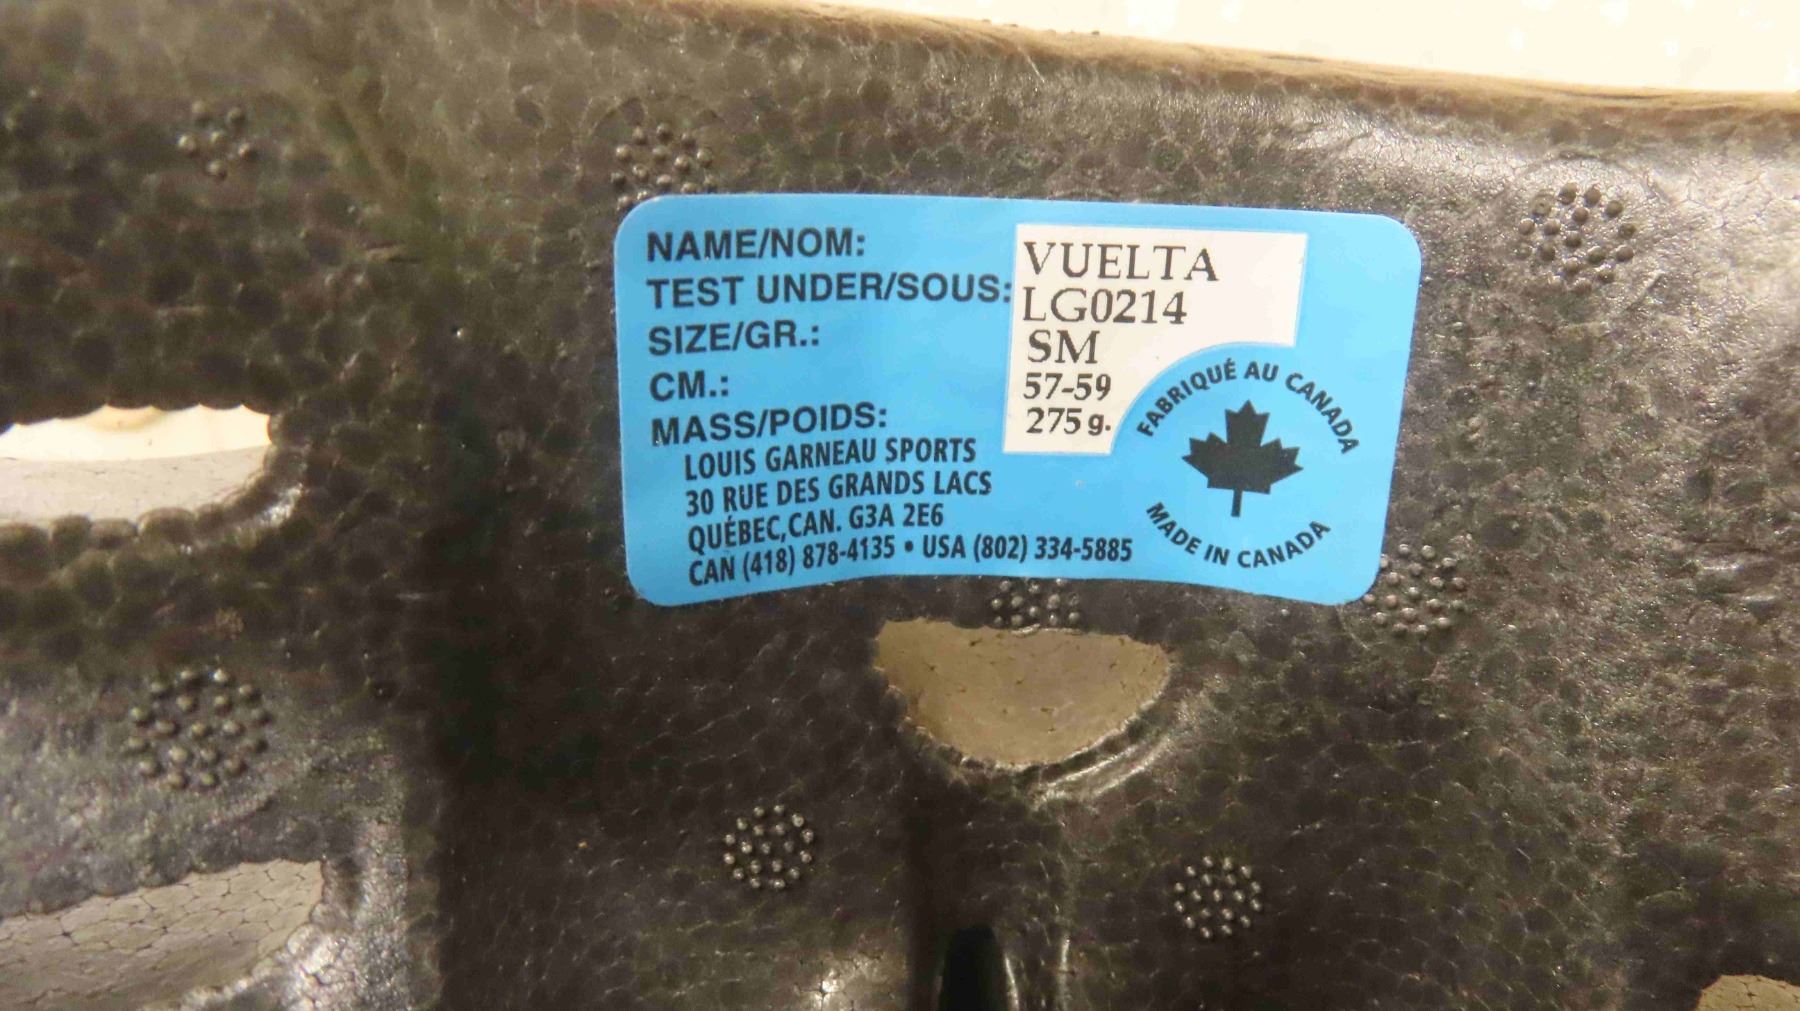 NAME/NOM: VUELTA
TEST UNDER/SOUS: LG0214
SIZE/GR.: SM
CM.: 57-59
MASS/POIDS: 275 g.
LOUIS GARNEAU SPORTS
30 RUE DES GRANDS LACS
QUÉBEC,CAN. G3A 2E6
CAN (418) 878-4135 • USA (802) 334-5885
FABRIQUÉ AU CANADA
MADE IN CANADA